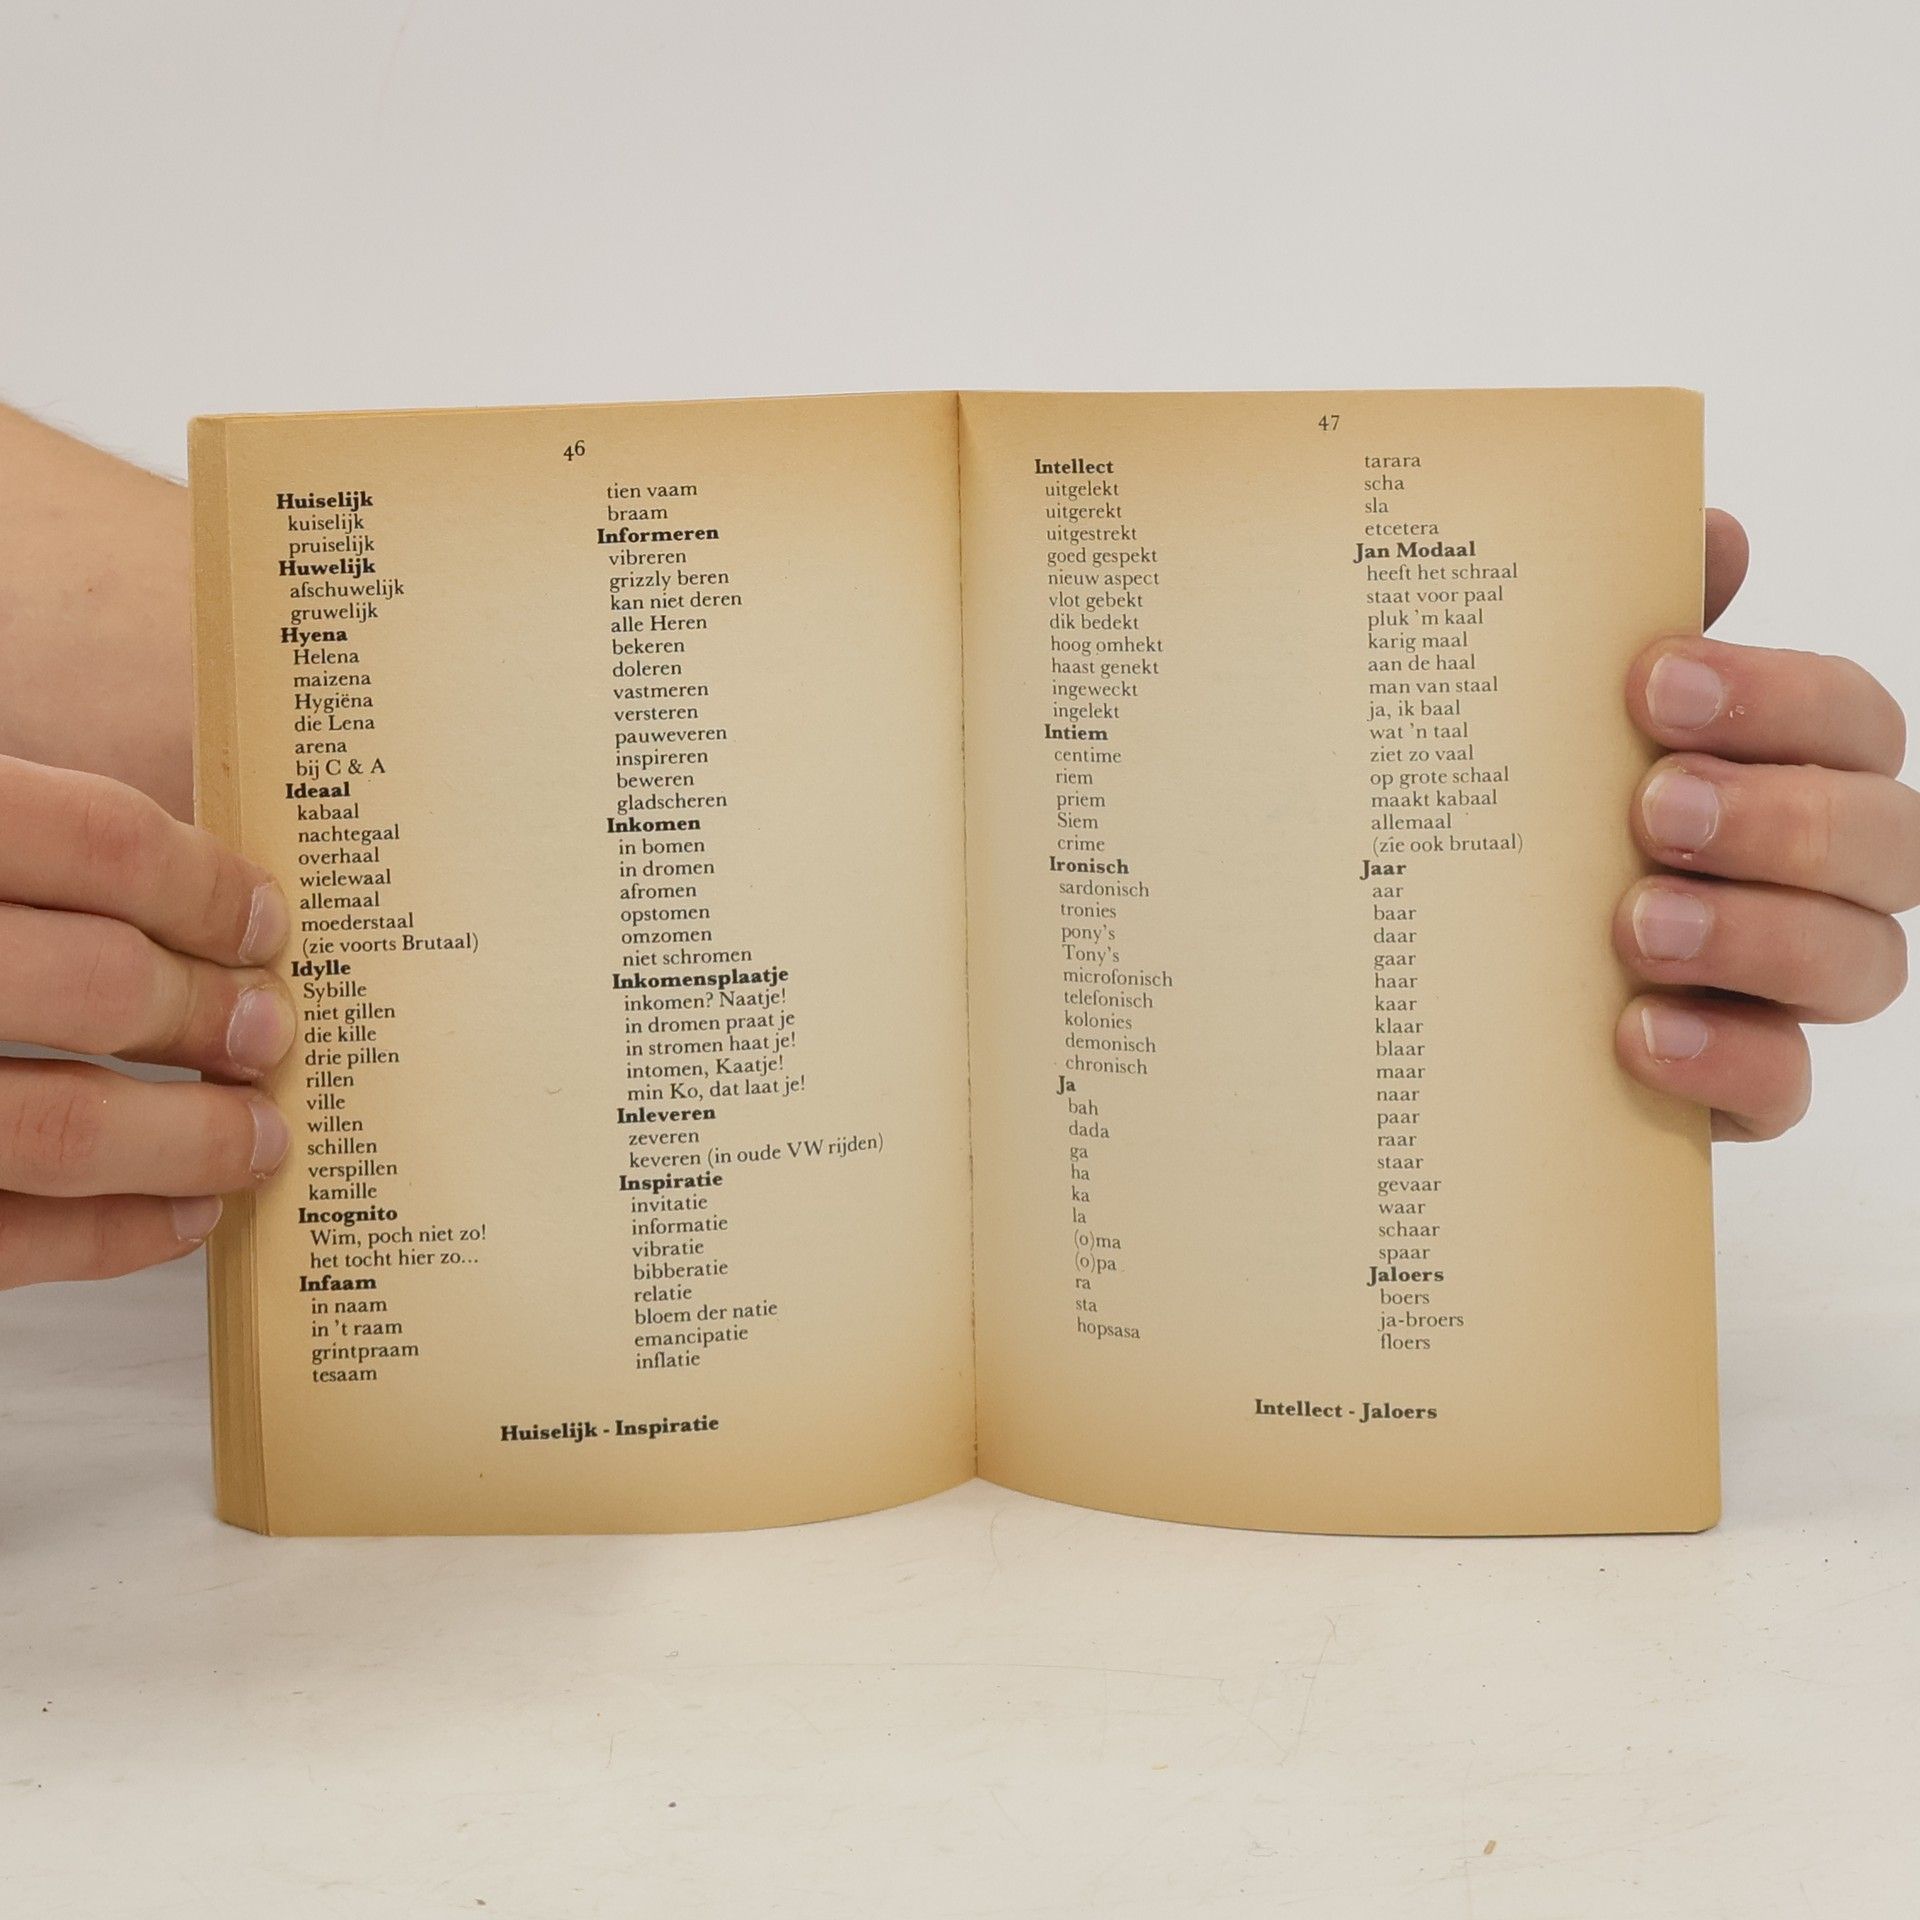 46
Huiselijk
kuiselijk
pruiselijk
Huwelijk
afschuwelijk
gruwelijk
Hyena
Helena
maizena
Hygiëna
die Lena
arena
bij C & A
Ideaal
kabaal
nachtegaal
overhaal
wielewaal
allemaal
moederstaal
(zie voorts Brutaal)
Idylle
Sybille
niet gillen
die kille
drie pillen
rillen
ville
willen
schillen
verspillen
kamille
Incognito
Wim, poch niet zo!
het tocht hier zo...
Infaam
in naam
in 't raam
grintpraam
tesaam
tien vaam
braam
Informeren
vibreren
grizzly beren
kan niet deren
alle Heren
bekeren
doleren
vastmeren
versteren
pauweveren
inspireren
beweren
gladscheren
Inkomen
in bomen
in dromen
afromen
opstomen
omzomen
niet schromen
Inkomensplaatje
inkomen? Naatje!
in dromen praat je
in stromen haat je!
intomen, Kaatje!
min Ko, dat laat je!
Inleveren
zeveren
keveren (in oude VW rijden)
Inspiratie
invitatie
informatie
vibratie
bibberatie
relatie
bloem der natie
emancipatie
inflatie
Huiselijk - Inspiratie
47
Intellect
uitgelekt
uitgerekt
uitgestrekt
goed gespekt
nieuw aspect
vlot gebekt
dik bedekt
hoog omhekt
haast genekt
ingeweckt
ingelekt
Intiem
centime
riem
priem
Siem
crime
Ironisch
sardonisch
tronies
pony's
Tony's
microfonisch
telefonisch
kolonies
demonisch
chronisch
Ja
bah
dada
ga
ha
ka
la
(o)ma
(o)pa
ra
sta
hopsasa
tarara
scha
sla
etcetera
Jan Modaal
heeft het schraal
staat voor paal
pluk 'm kaal
karig maal
aan de haal
man van staal
ja, ik baal
wat 'n taal
ziet zo vaal
op grote schaal
maakt kabaal
allemaal
(zie ook brutaal)
Jaar
aar
baar
daar
gaar
haar
kaar
klaar
blaar
maar
naar
paar
raar
staar
gevaar
waar
schaar
spaar
Jaloers
boers
ja-broers
floers
Intellect - Jaloers